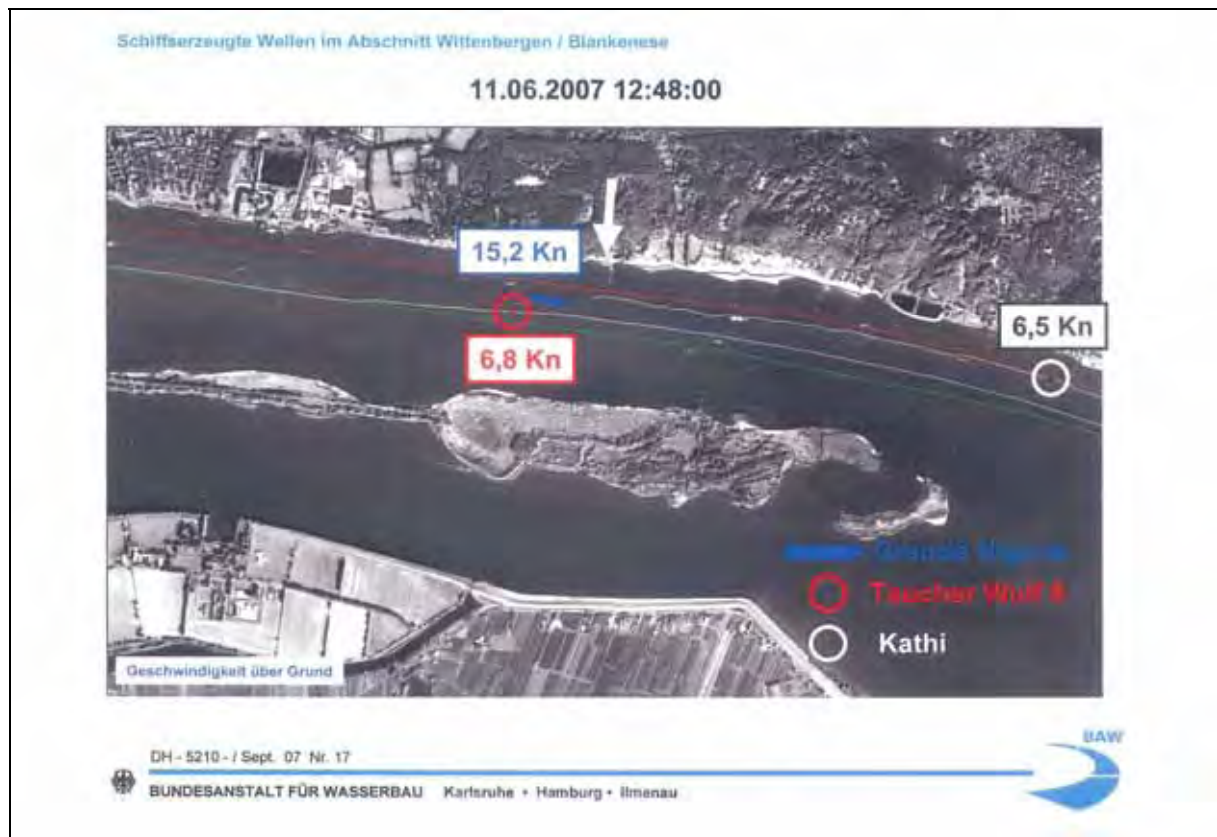 Schiffserzeugte Wellen im Abschnitt Wittenbergen / Blankenese
11.06.2007 12:48:00
15,2 Kn
6,8 Kn
6,5 Kn
Taucher Wulf
Kathi
Geschwindigkeit über Grund
BAW
DH - 5210 - / Sept. 07 Nr. 17
BUNDESANSTALT FÜR WASSERBAU Karlsruhe • Hamburg • Ilmenau